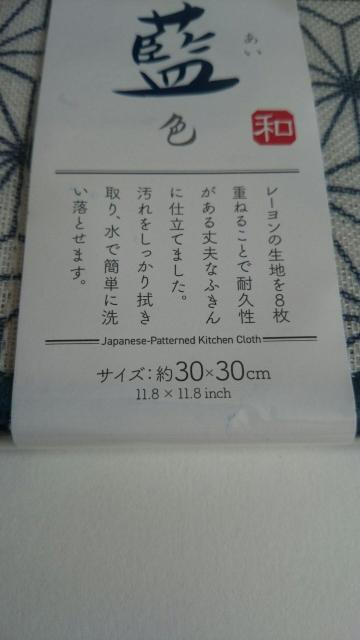 藍
あい
色
和
レーヨンの生地を8枚
重ねることで耐久性
がある丈夫なふきん
に仕立てました。
汚れをしっかり拭き
取り、水で簡単に洗
い落とせます。
Japanese-Patterned Kitchen Cloth
サイズ：約30×30cm
11.8 × 11.8 inch